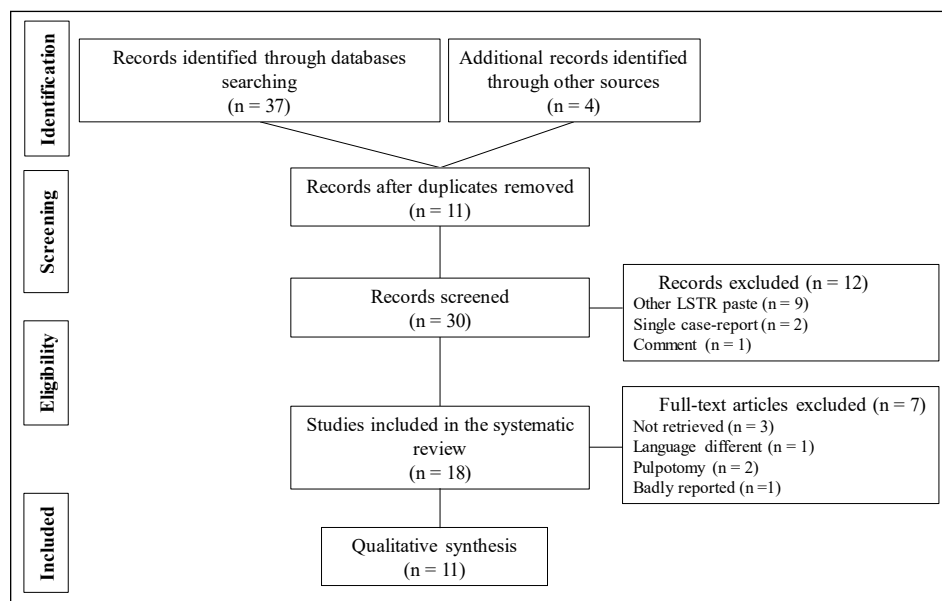 Identification
Records identified through databases
searching
(n = 37)
Additional records identified
through other sources
(n = 4)
Screening
Records after duplicates removed
(n = 11)
Records screened
(n = 30)
Records excluded (n = 12)
Other LSTR paste (n = 9)
Single case-report (n = 2)
Comment (n = 1)
Eligibility
Studies included in the systematic
review
(n = 18)
Full-text articles excluded (n = 7)
Not retrieved (n = 3)
Language different (n = 1)
Pulpotomy (n = 2)
Badly reported (n =1)
Included
Qualitative synthesis
(n = 11)